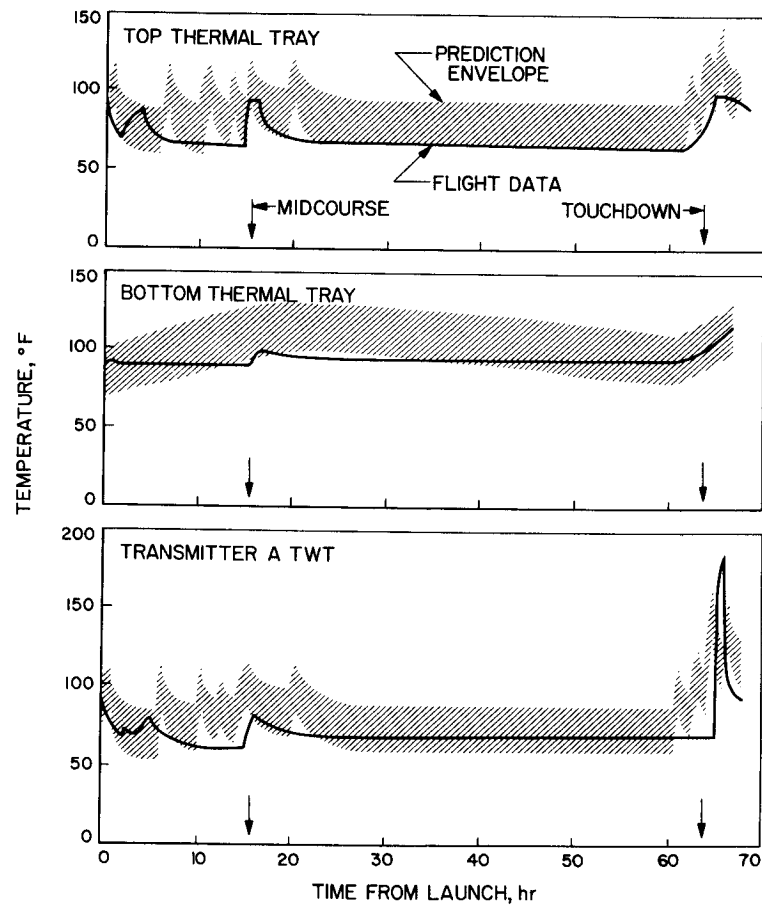 150
TOP THERMAL TRAY
PREDICTION
ENVELOPE
100
50
FLIGHT DATA
MIDCOURSE
TOUCHDOWN
0
150
BOTTOM THERMAL TRAY
100
50
0
TEMPERATURE, °F
200
TRANSMITTER A TWT
150
100
50
0
0 10 20 30 40 50 60 70
TIME FROM LAUNCH, hr